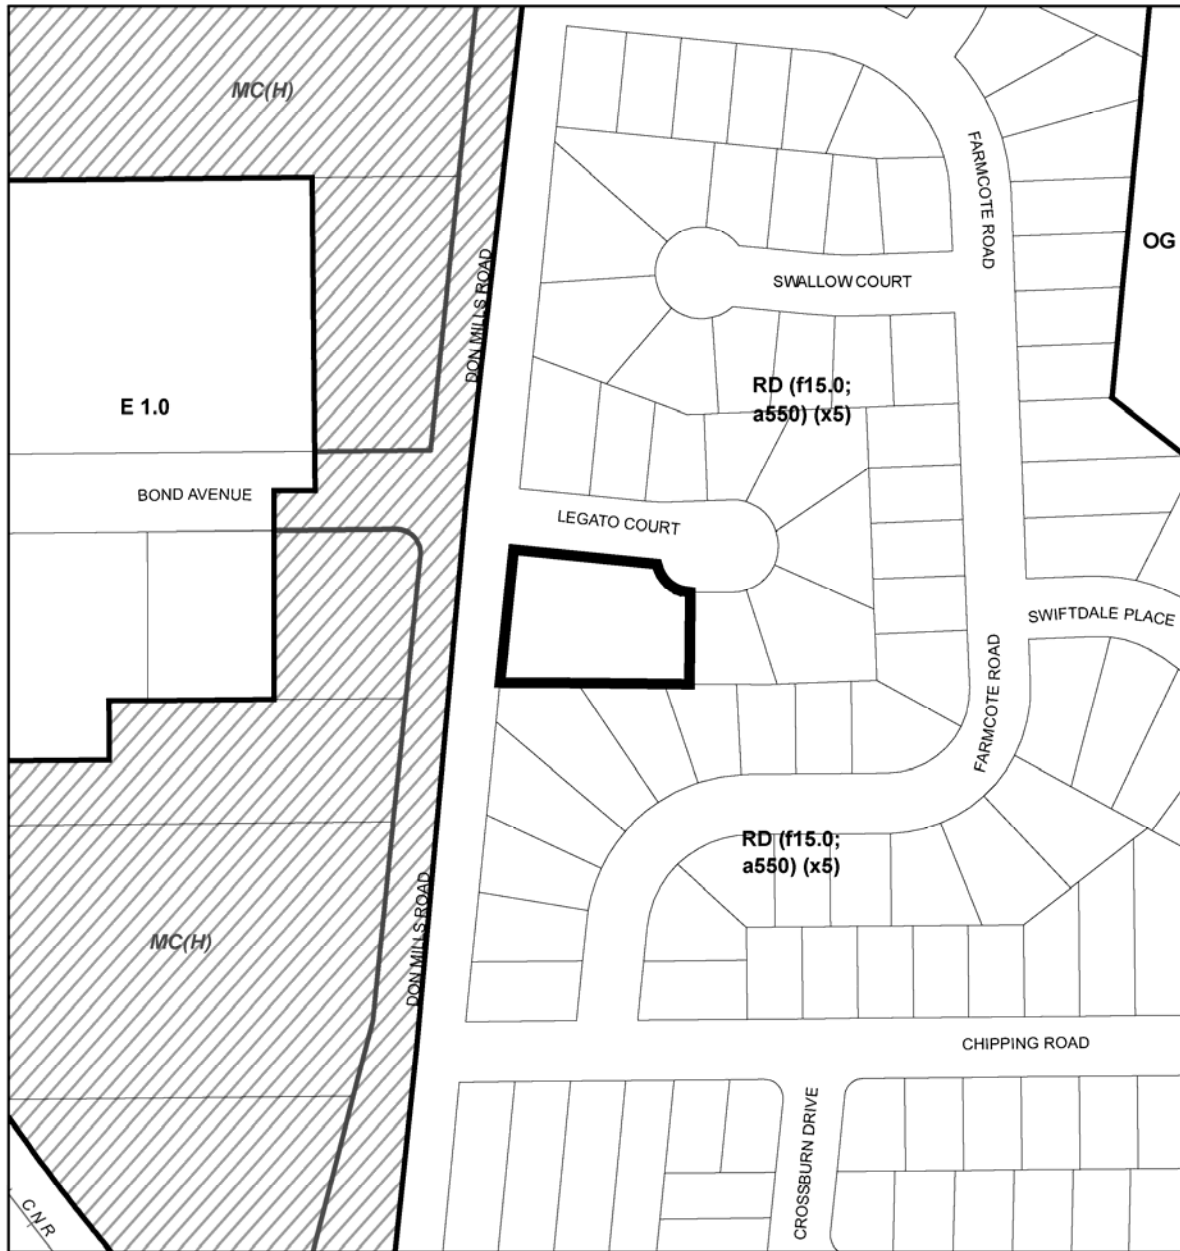 MC(H)
FARMCOTE ROAD
OG
DON MILLS ROAD
SWALLOW COURT
RD (f15.0;
a550) (x5)
E 1.0
BOND AVENUE
LEGATO COURT
SWIFTDALE PLACE
FARMCOTE ROAD
RD (f15.0;
a550) (x5)
MC(H)
DON MILLS ROAD
CHIPPING ROAD
CROSSBURN DRIVE
CNR